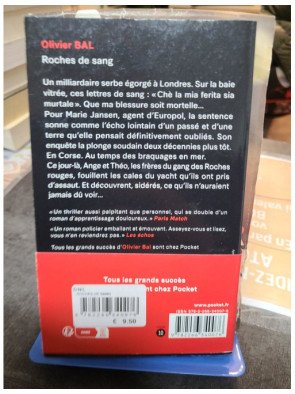 Olivier BAL
Roches de sang
Un milliardaire serbe égorgé à Londres. Sur la baie
vitrée, ces lettres de sang : « Chè la mia ferita sia
murtale ». Que ma blessure soit mortelle...
Pour Marie Jansen, agent d'Europol, la sentence
sonne comme l'écho lointain d'un passé et d'une
terre qu'elle pensait définitivement oubliés. Son
enquête la plonge soudain deux décennies plus tôt.
En Corse. Au temps des braquages en mer.
Ce jour-là, Ange et Théo, les frères du gang des Roches
rouges, fouillent les cales du yacht qu'ils ont pris
d'assaut. Et découvrent, sidérés, ce qu'ils n'auraient
jamais dû voir...
« Un thriller aussi palpitant que personnel, qui se double d'un
roman d'apprentissage douloureux. » Paris Match
« Un roman policier emballant et émouvant. Asseyez-vous et lisez,
vous n'en reviendrez pas. » Les échos
Tous les grands succès d'Olivier Bal sont chez Pocket
Tous les grands succès
sont chez Pocket
ROCHES DE SANG
€ 9,50
www.pocket.fr
10